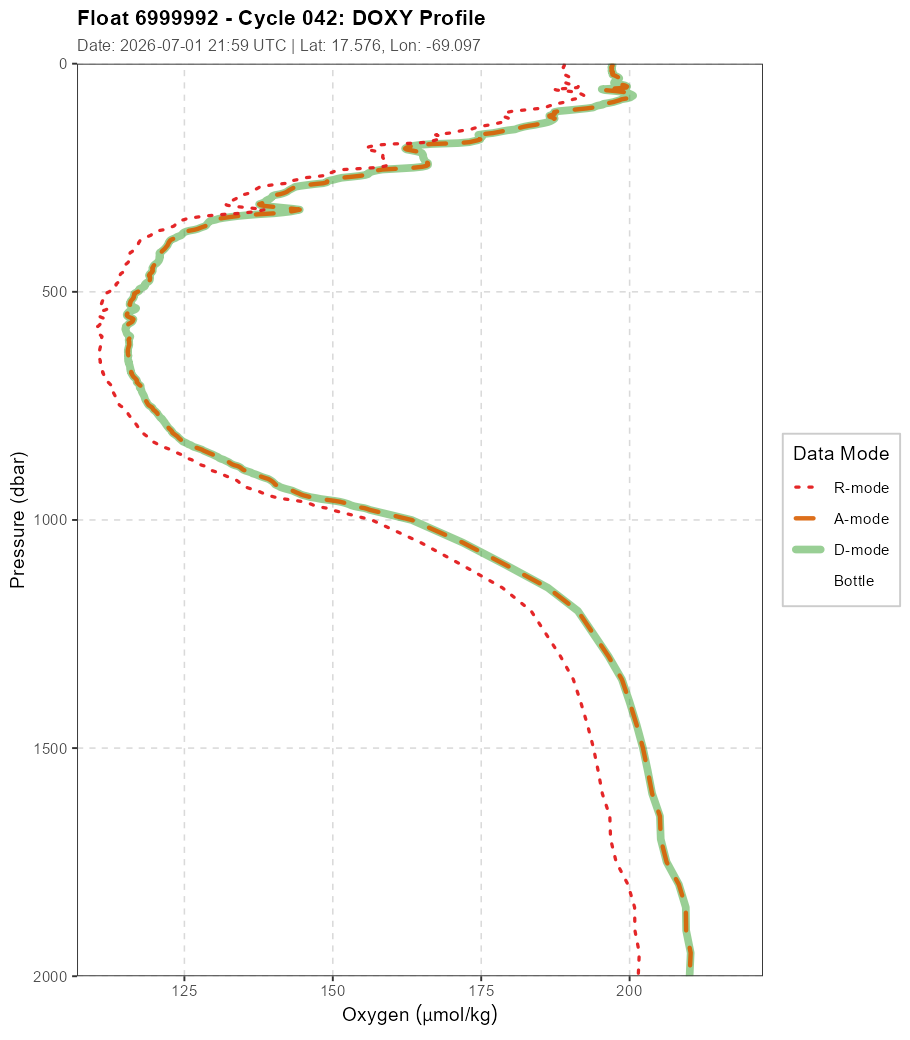 Float 6999992 - Cycle 042: DOXY Profile
Date: 2026-07-01 21:59 UTC | Lat: 17.576, Lon: -69.097
0
500
1000
1500
2000
Pressure (dbar)
125 150 175 200
Oxygen (μmol/kg)
Data Mode
R-mode
A-mode
D-mode
Bottle